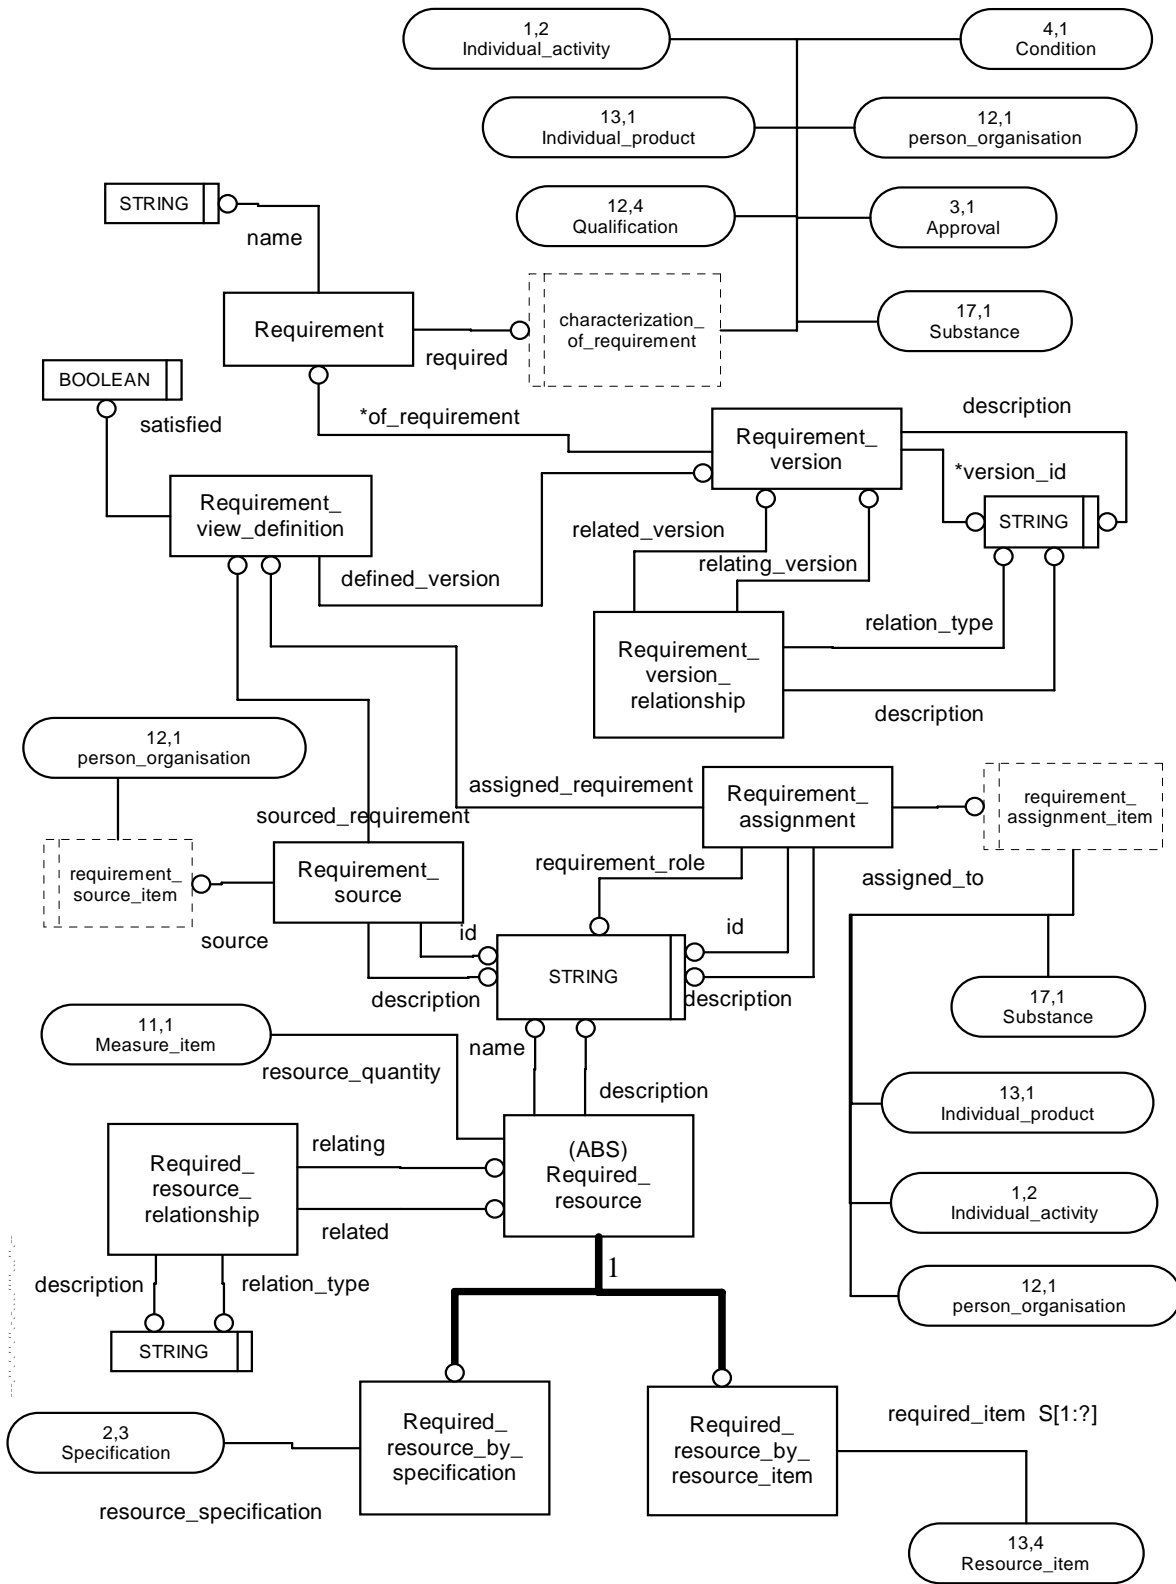 1,2
Individual_activity
4,1
Condition
13,1
Individual_product
12,1
person_organisation
STRING
name
12,4
Qualification
3,1
Approval
Requirement
required
characterization_
of_requirement
17,1
Substance
BOOLEAN
satisfied
*of_requirement
Requirement_
version
description
*version_id
STRING
Requirement_
view_definition
defined_version
related_version
relating_version
Requirement_
version_
relationship
relation_type
description
12,1
person_organisation
sourced_requirement
assigned_requirement
Requirement_
assignment
requirement_
assignment_item
assigned_to
requirement_
source_item
source
Requirement_
source
requirement_role
id
description
STRING
id
description
17,1
Substance
11,1
Measure_item
resource_quantity
name
description
13,1
Individual_product
Required_
resource_
relationship
relating
related
(ABS)
Required_
resource
1,2
Individual_activity
description
relation_type
STRING
1
12,1
person_organisation
2,3
Specification
resource_specification
Required_
resource_by_
specification
Required_
resource_by_
resource_item
required_item S[1:?]
13,4
Resource_item